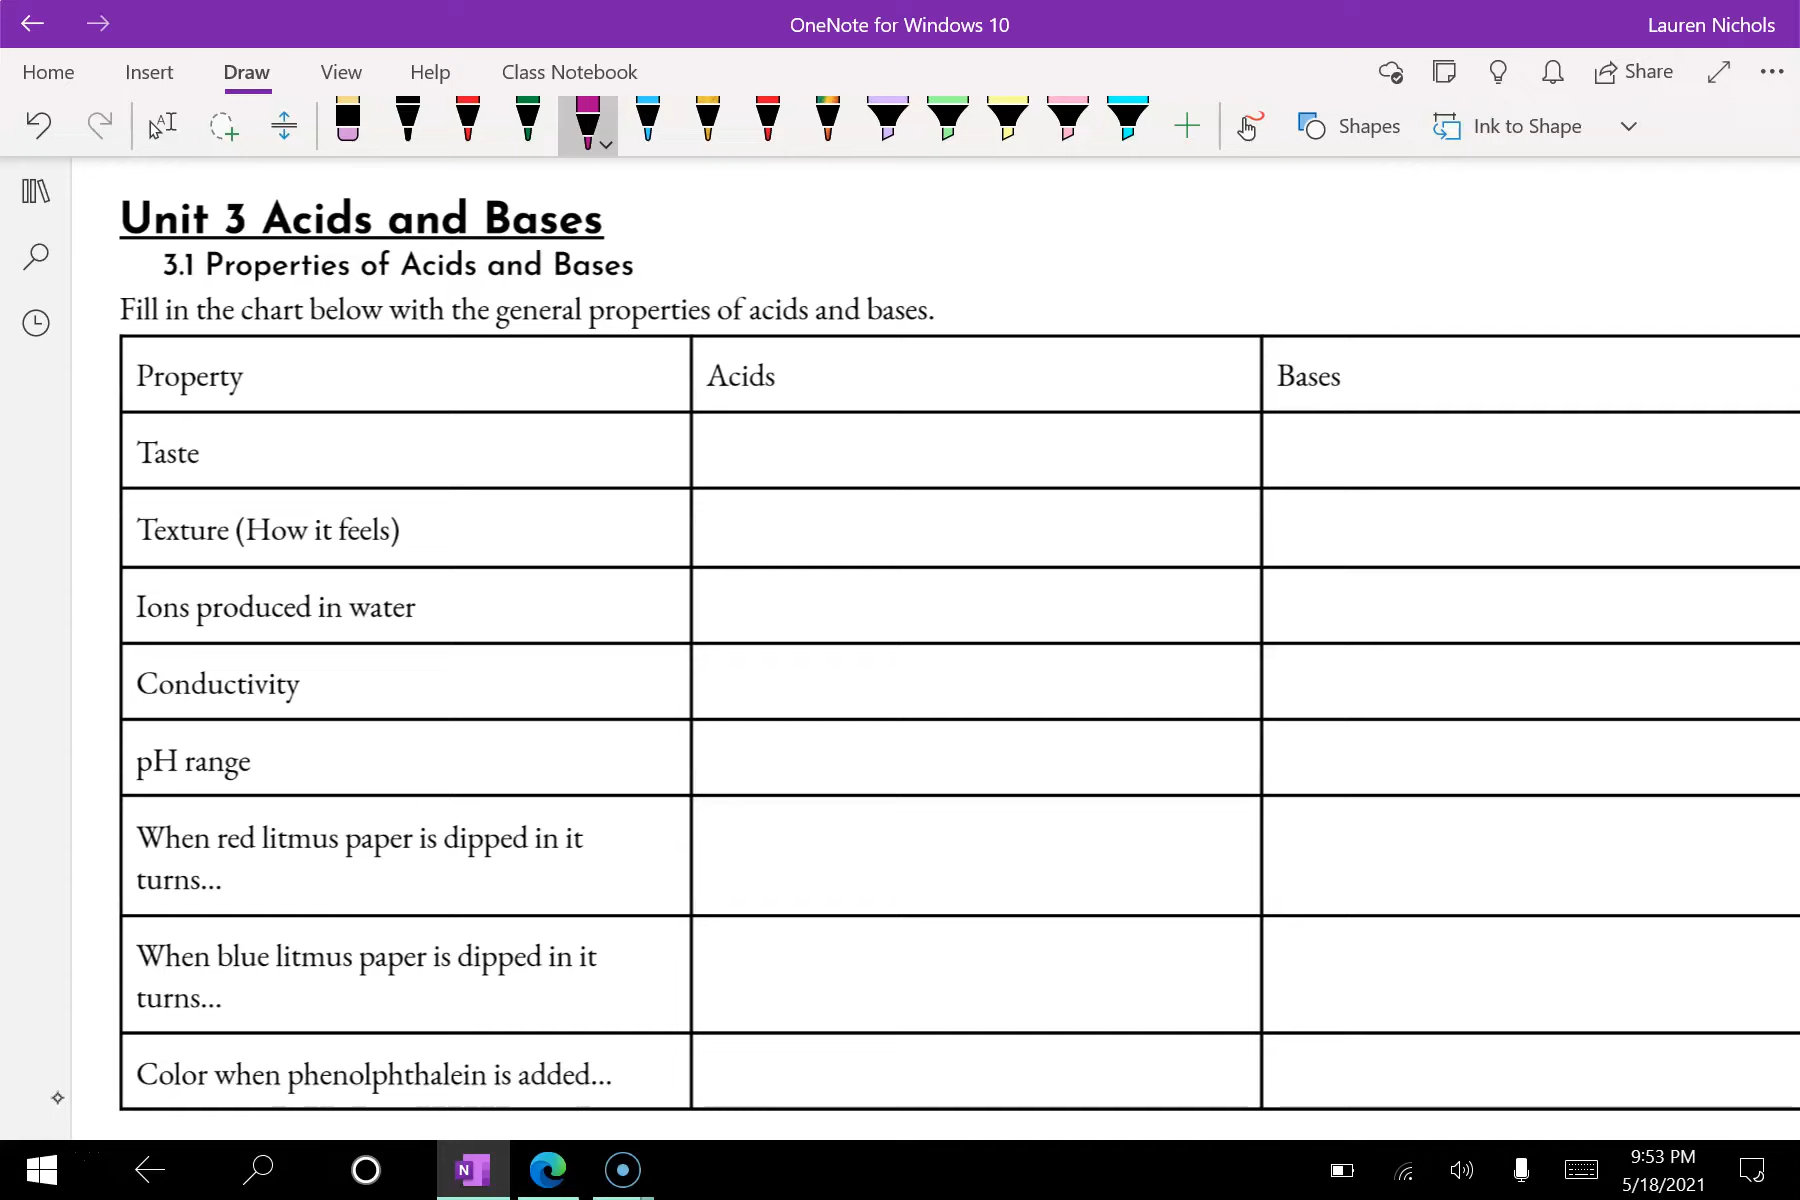 OneNote for Windows 10
Lauren Nichols
Home Insert Draw View Help Class Notebook Share
Shapes Ink to Shape
Unit 3 Acids and Bases
3.1 Properties of Acids and Bases
Fill in the chart below with the general properties of acids and bases.
Property Acids Bases
Taste
Texture (How it feels)
Ions produced in water
Conductivity
pH range
When red litmus paper is dipped in it
turns...
When blue litmus paper is dipped in it
turns...
Color when phenolphthalein is added...
N
9:53 PM
5/18/2021